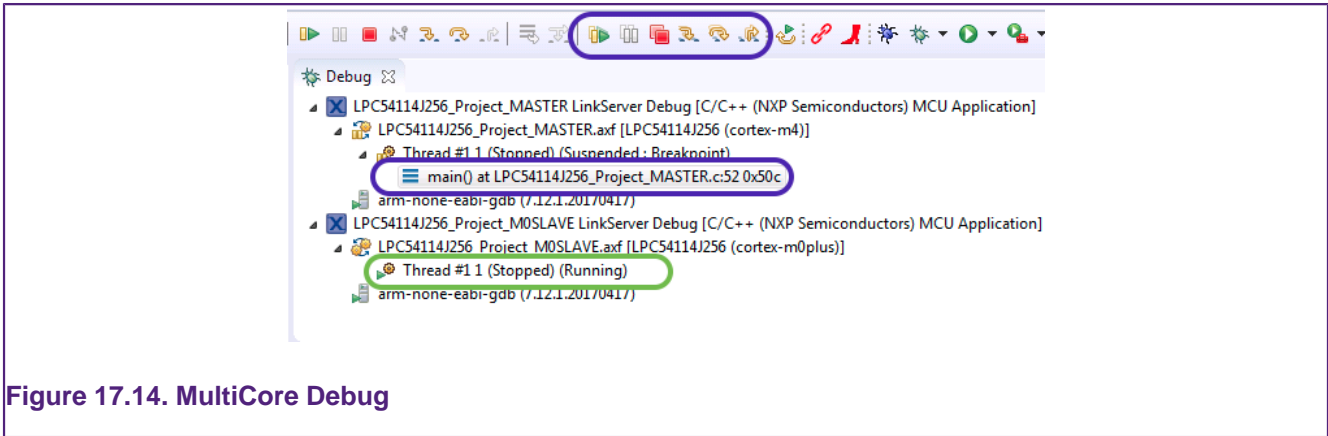 Debug
LPC54114J256_Project_MASTER LinkServer Debug [C/C++ (NXP Semiconductors) MCU Application]
LPC54114J256_Project_MASTER.axf [LPC54114J256 (cortex-m4)]
Thread #1 1 (Stopped) (Suspended : Breakpoint)
main() at LPC54114J256_Project_MASTER.c:52 0x50c
arm-none-eabi-gdb (7.12.1.20170417)
LPC54114J256_Project_M0SLAVE LinkServer Debug [C/C++ (NXP Semiconductors) MCU Application]
LPC54114J256_Project_M0SLAVE.axf [LPC54114J256 (cortex-m0plus)]
Thread #1 1 (Stopped) (Running)
arm-none-eabi-gdb (7.12.1.20170417)
Figure 17.14. MultiCore Debug